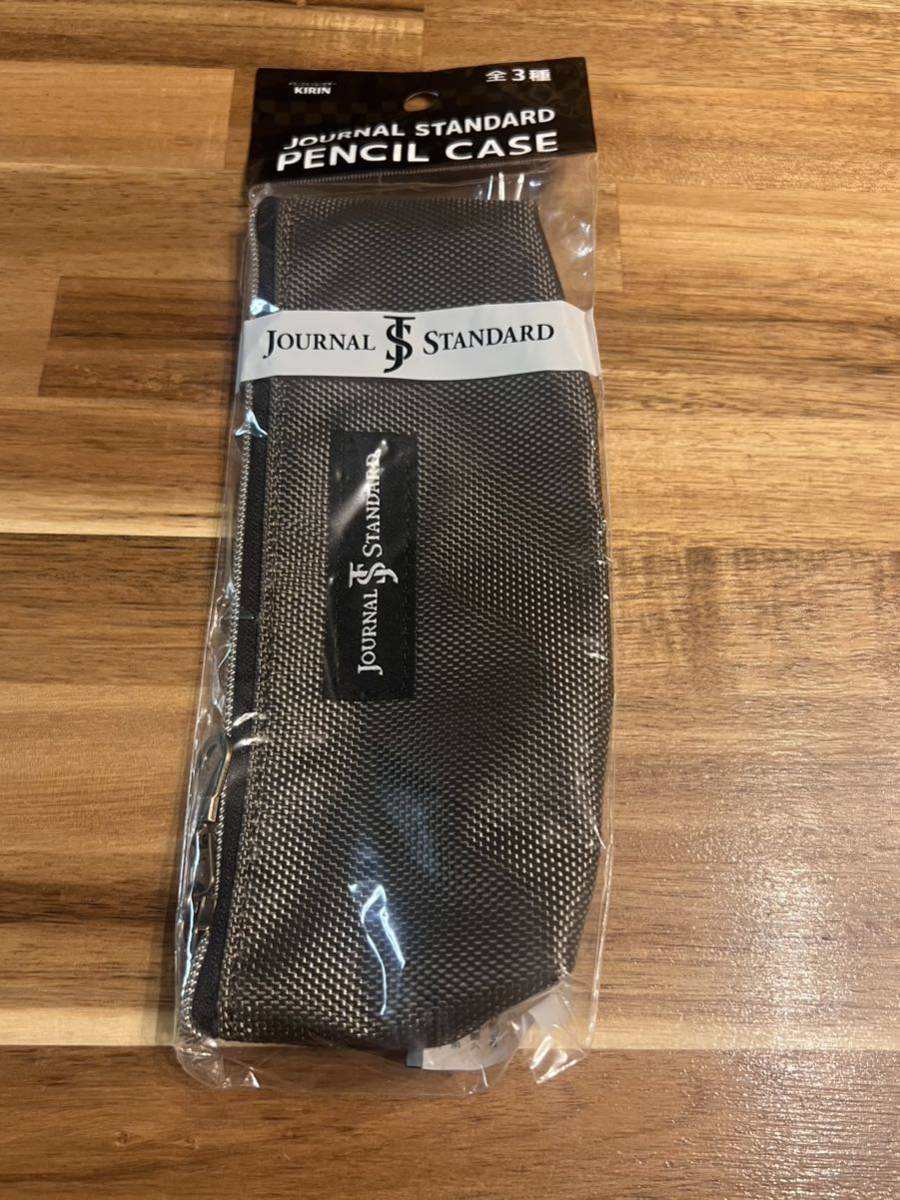 KIRIN
全3種
JOURNAL STANDARD
PENCIL CASE
JOURNAL JS STANDARD
JOURNAL JS STANDARD